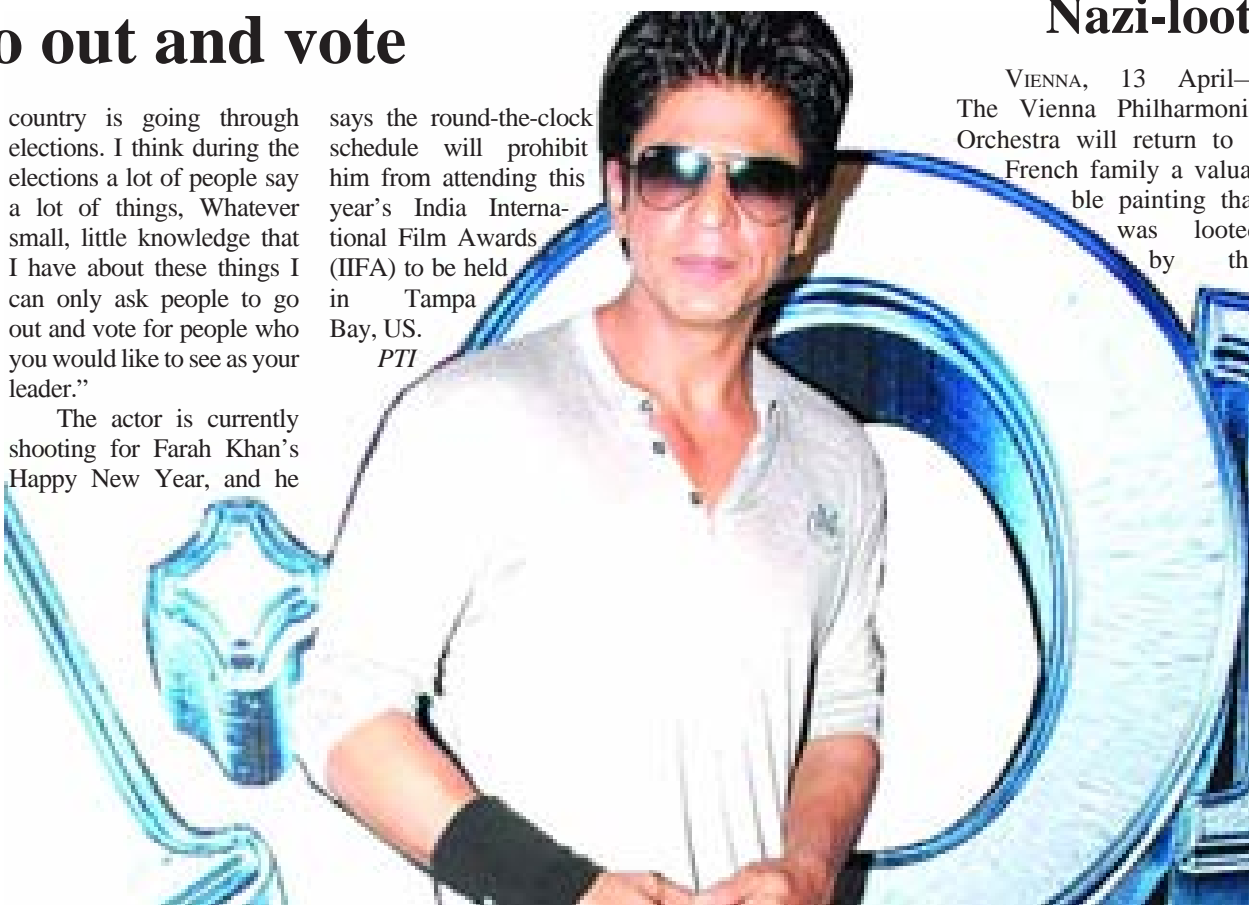 o out and vote
country is going through
elections. I think during the
elections a lot of people say
a lot of things, Whatever
small, little knowledge that
I have about these things I
can only ask people to go
out and vote for people who
you would like to see as your
leader.”
The actor is currently
shooting for Farah Khan’s
Happy New Year, and he
says the round-the-clock
schedule will prohibit
him from attending this
year’s India Interna-
tional Film Awards
(IIFA) to be held
in Tampa
Bay, US.
PTI
Nazi-loot
VIENNA, 13 April—
The Vienna Philharmoni
Orchestra will return to
French family a valua
ble painting tha
was loote
by th